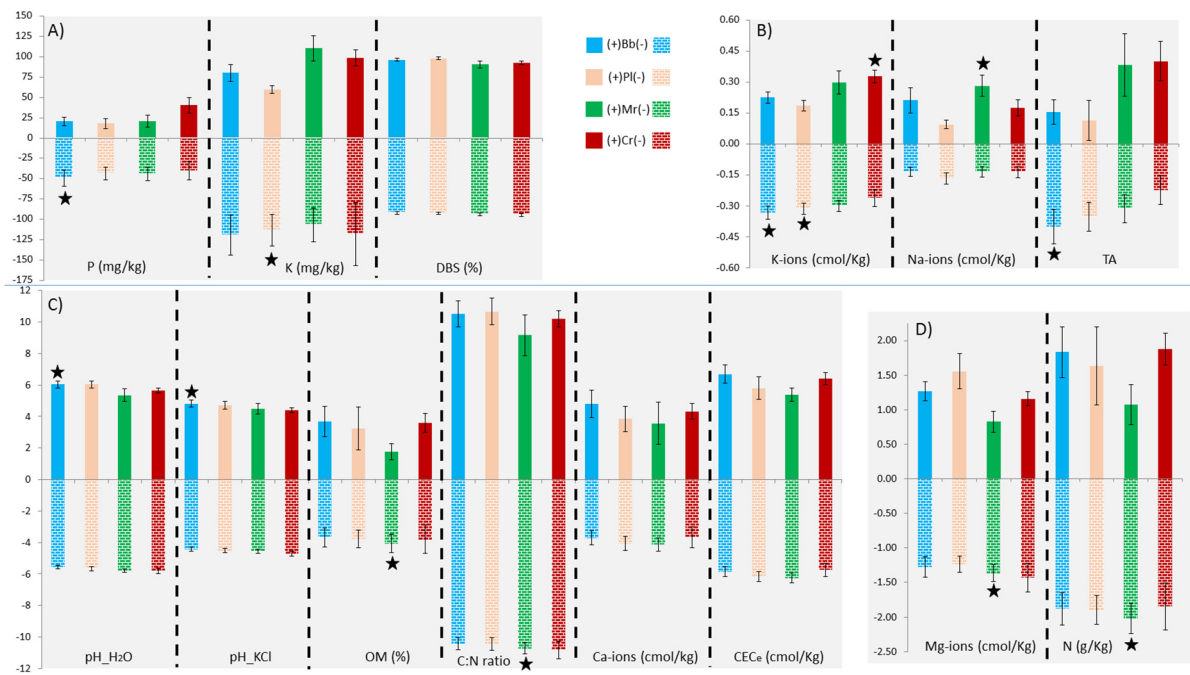 A)
150
125
100
75
50
25
0
-25
-50
-75
-100
-125
-150
-175
P (mg/kg)
K (mg/kg)
DBS (%)
(+)Bb(-)
(+)Pl(-)
(+)Mr(-)
(+)Cr(-)
B)
0.60
0.45
0.30
0.15
0.00
-0.15
-0.30
-0.45
-0.60
K-ions (cmol/Kg)
Na-ions (cmol/Kg)
TA
C)
12
10
8
6
4
2
0
-2
-4
-6
-8
-10
-12
pH_H₂O
pH_KCl
OM (%)
C:N ratio
Ca-ions (cmol/kg)
CECe (cmol/Kg)
D)
2.00
1.50
1.00
0.50
0.00
-0.50
-1.00
-1.50
-2.00
-2.50
Mg-ions (cmol/Kg)
N (g/Kg)